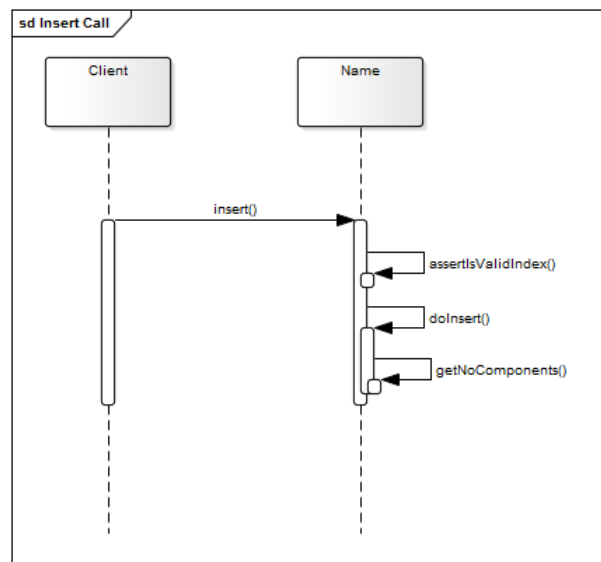 sd Insert Call
Client
Name
insert()
assertIsValidIndex()
doInsert()
getNoComponents()